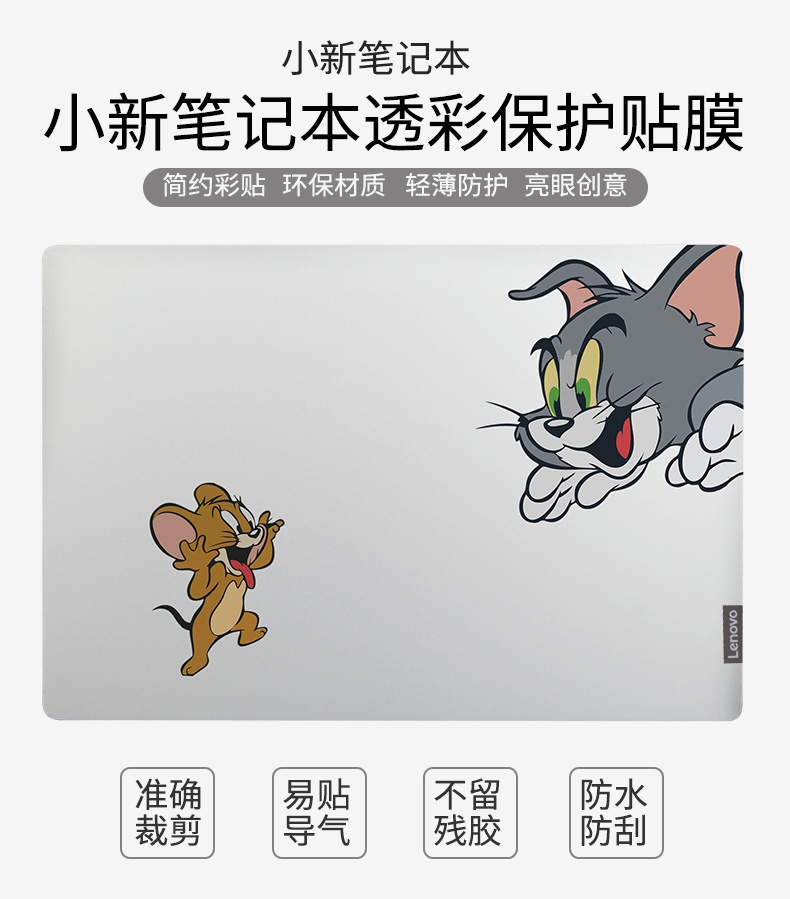 小新笔记本
小新笔记本透彩保护贴膜
简约彩贴 环保材质 轻薄防护 亮眼创意
Lenovo
准确
裁剪
易贴
导气
不留
残胶
防水
防刮